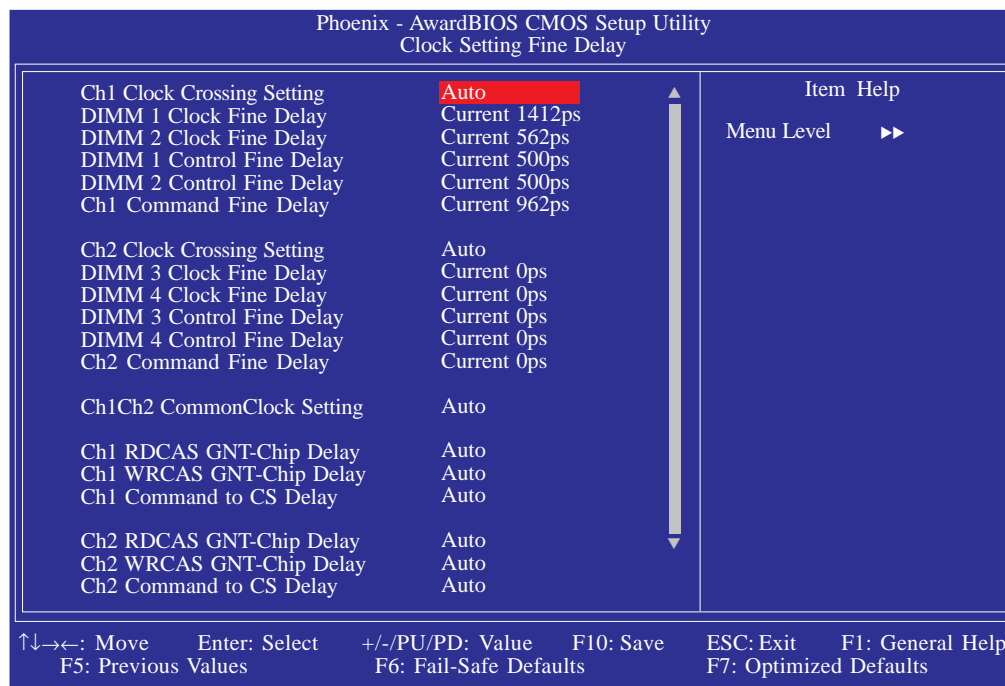 Phoenix - AwardBIOS CMOS Setup Utility
Clock Setting Fine Delay
Ch1 Clock Crossing Setting Auto
DIMM 1 Clock Fine Delay Current 1412ps
DIMM 2 Clock Fine Delay Current 562ps
DIMM 1 Control Fine Delay Current 500ps
DIMM 2 Control Fine Delay Current 500ps
Ch1 Command Fine Delay Current 962ps
Ch2 Clock Crossing Setting Auto
DIMM 3 Clock Fine Delay Current 0ps
DIMM 4 Clock Fine Delay Current 0ps
DIMM 3 Control Fine Delay Current 0ps
DIMM 4 Control Fine Delay Current 0ps
Ch2 Command Fine Delay Current 0ps
Ch1Ch2 CommonClock Setting Auto
Ch1 RDCAS GNT-Chip Delay Auto
Ch1 WRCAS GNT-Chip Delay Auto
Ch1 Command to CS Delay Auto
Ch2 RDCAS GNT-Chip Delay Auto
Ch2 WRCAS GNT-Chip Delay Auto
Ch2 Command to CS Delay Auto
Item Help
Menu Level ▶▶
↑↓→←: Move Enter: Select +/-/PU/PD: Value F10: Save ESC: Exit F1: General Help
F5: Previous Values F6: Fail-Safe Defaults F7: Optimized Defaults